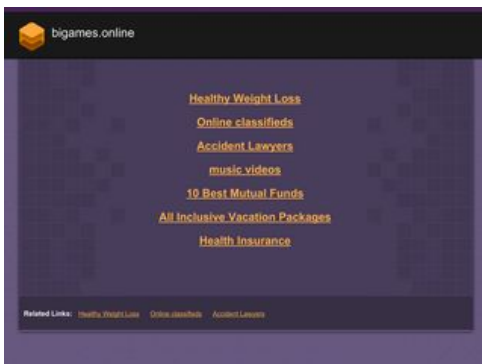 bigames.online
Healthy Weight Loss
Online classifieds
Accident Lawyers
music videos
10 Best Mutual Funds
All Inclusive Vacation Packages
Health Insurance
Related Links: Healthy Weight Loss Online classifieds Accident Lawyers